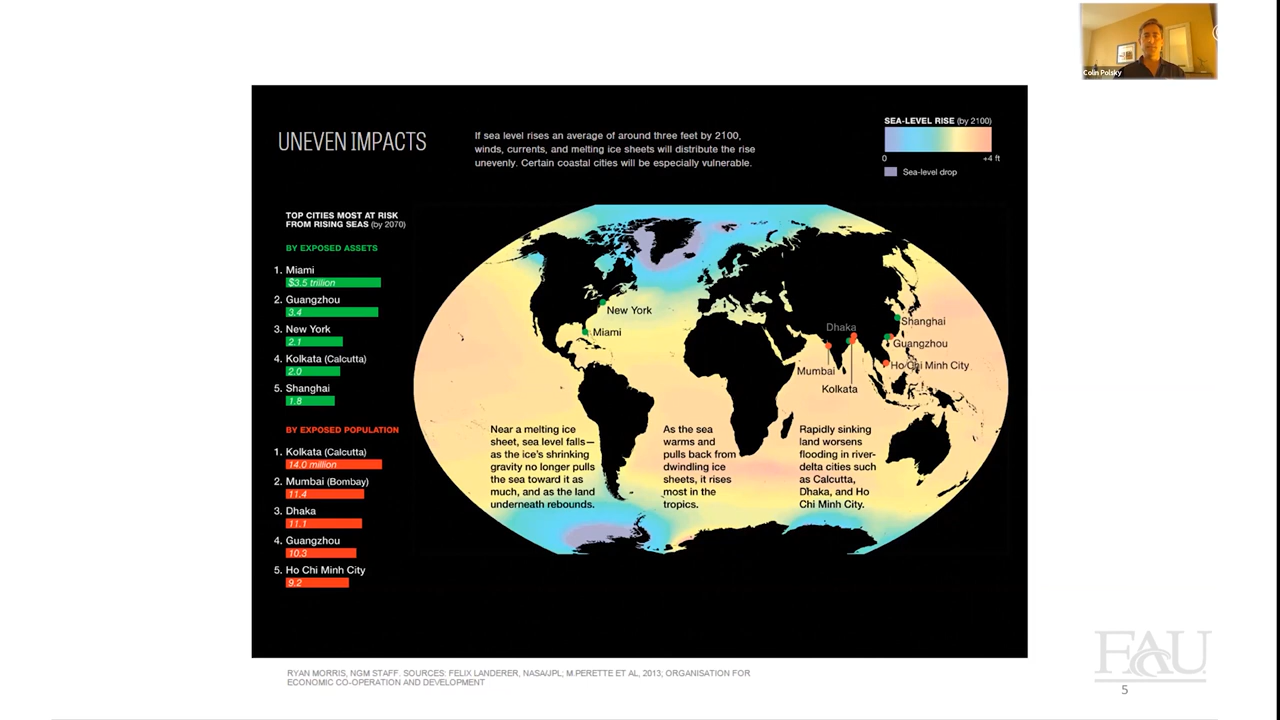 Colin Polsky
UNEVEN IMPACTS
If sea level rises an average of around three feet by 2100,
winds, currents, and melting ice sheets will distribute the rise
unevenly. Certain coastal cities will be especially vulnerable.
SEA-LEVEL RISE (by 2100)
0
+4 ft
Sea-level drop
TOP CITIES MOST AT RISK
FROM RISING SEAS (by 2070)
BY EXPOSED ASSETS
1. Miami
$3.5 trillion
2. Guangzhou
3.4
3. New York
2.1
4. Kolkata (Calcutta)
2.0
5. Shanghai
1.8
BY EXPOSED POPULATION
1. Kolkata (Calcutta)
14.0 million
2. Mumbai (Bombay)
11.4
3. Dhaka
11.1
4. Guangzhou
10.3
5. Ho Chi Minh City
9.2
New York
Miami
Dhaka
Mumbai
Kolkata
Shanghai
Guangzhou
Ho Chi Minh City
Near a melting ice
sheet, sea level falls—
as the ice's shrinking
gravity no longer pulls
the sea toward it as
much, and as the land
underneath rebounds.
As the sea
warms and
pulls back from
dwindling ice
sheets, it rises
most in the
tropics.
Rapidly sinking
land worsens
flooding in river-
delta cities such
as Calcutta,
Dhaka, and Ho
Chi Minh City.
RYAN MORRIS, NGM STAFF. SOURCES: FELIX LANDERER, NASA/JPL; M.PERETTE ET AL, 2013; ORGANISATION FOR
ECONOMIC CO-OPERATION AND DEVELOPMENT
FAU
5